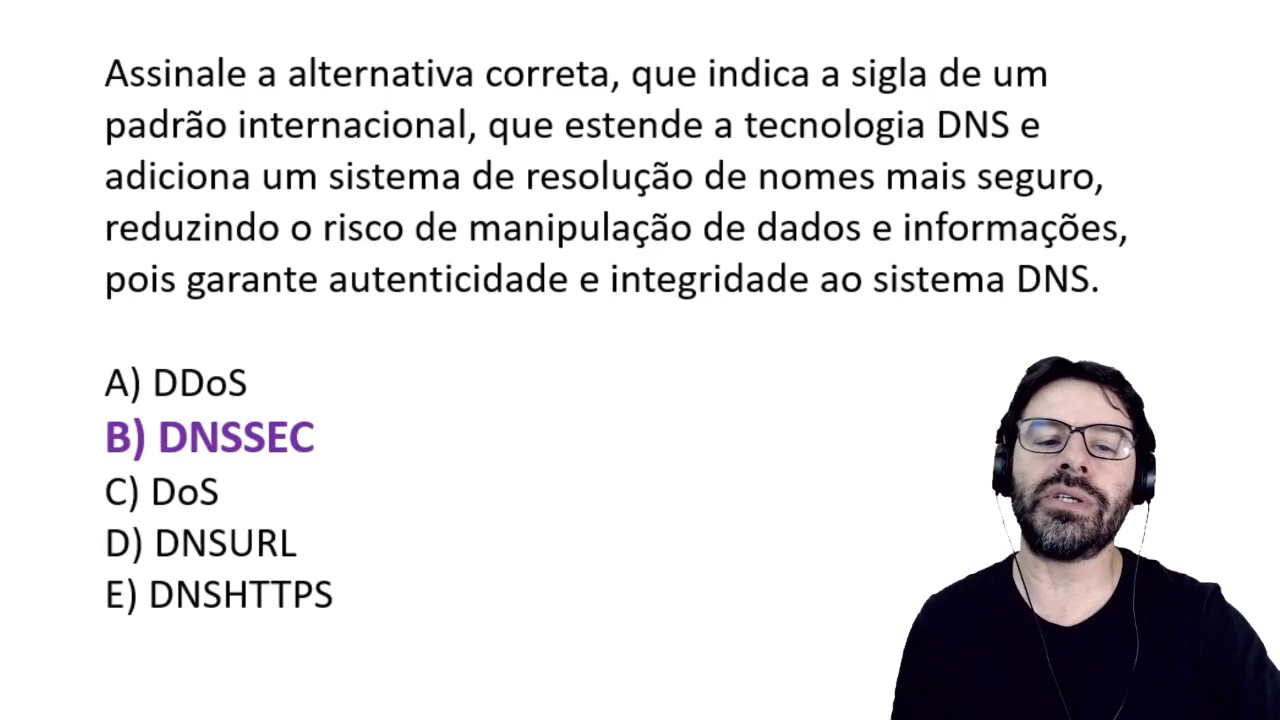 Assinale a alternativa correta, que indica a sigla de um
padrão internacional, que estende a tecnologia DNS e
adiciona um sistema de resolução de nomes mais seguro,
reduzindo o risco de manipulação de dados e informações,
pois garante autenticidade e integridade ao sistema DNS.
A) DDoS
B) DNSSEC
C) DoS
D) DNSURL
E) DNSHTTPS